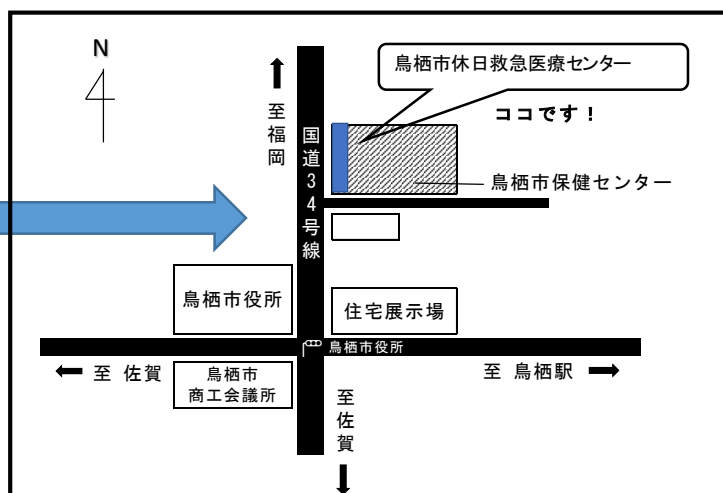 N
鳥栖市休日救急医療センター
ココです！
至福岡
国道34号線
鳥栖市保健センター
鳥栖市役所
住宅展示場
鳥栖市役所
至 佐賀
鳥栖市
商工会議所
至 鳥栖駅
至佐賀